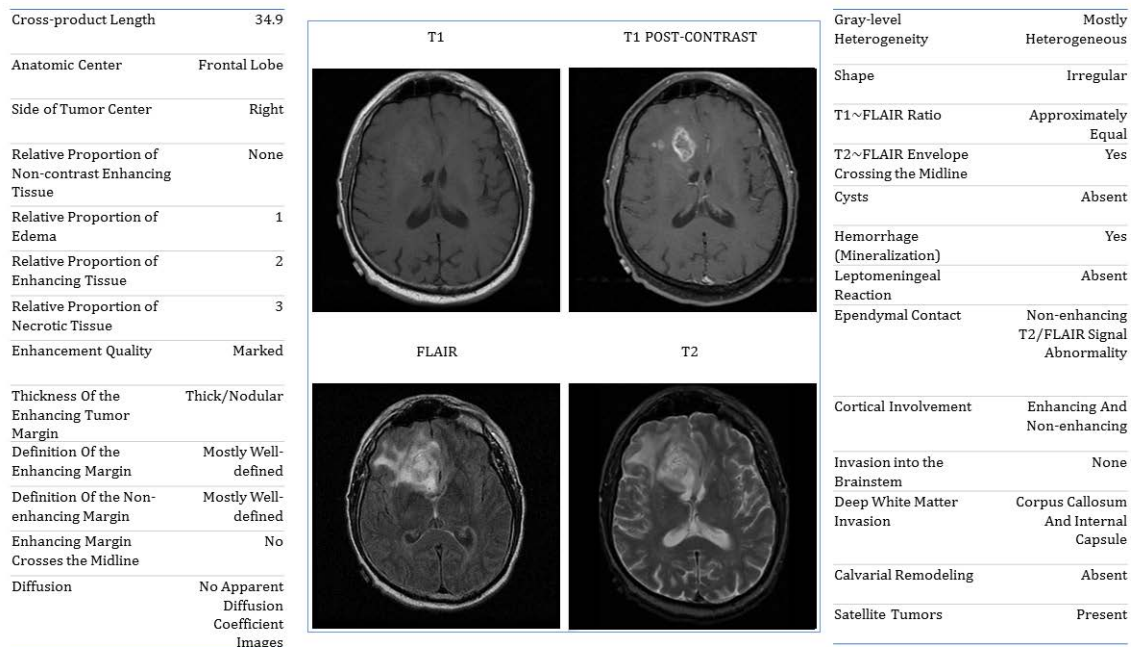 Cross-product Length 34.9
Anatomic Center Frontal Lobe
Side of Tumor Center Right
Relative Proportion of None
Non-contrast Enhancing
Tissue
Relative Proportion of 1
Edema
Relative Proportion of 2
Enhancing Tissue
Relative Proportion of 3
Necrotic Tissue
Enhancement Quality Marked
Thickness Of the Thick/Nodular
Enhancing Tumor
Margin
Definition Of the Mostly Well-
Enhancing Margin defined
Definition Of the Non- Mostly Well-
enhancing Margin defined
Enhancing Margin No
Crosses the Midline
Diffusion No Apparent
Diffusion
Coefficient
Images
T1 T1 POST-CONTRAST
FLAIR T2
Gray-level Mostly
Heterogeneity Heterogeneous
Shape Irregular
T1~FLAIR Ratio Approximately
Equal
T2~FLAIR Envelope Yes
Crossing the Midline
Cysts Absent
Hemorrhage Yes
(Mineralization)
Leptomeningeal Absent
Reaction
Ependymal Contact Non-enhancing
T2/FLAIR Signal
Abnormality
Cortical Involvement Enhancing And
Non-enhancing
Invasion into the None
Brainstem
Deep White Matter Corpus Callosum
Invasion And Internal
Capsule
Calvarial Remodeling Absent
Satellite Tumors Present